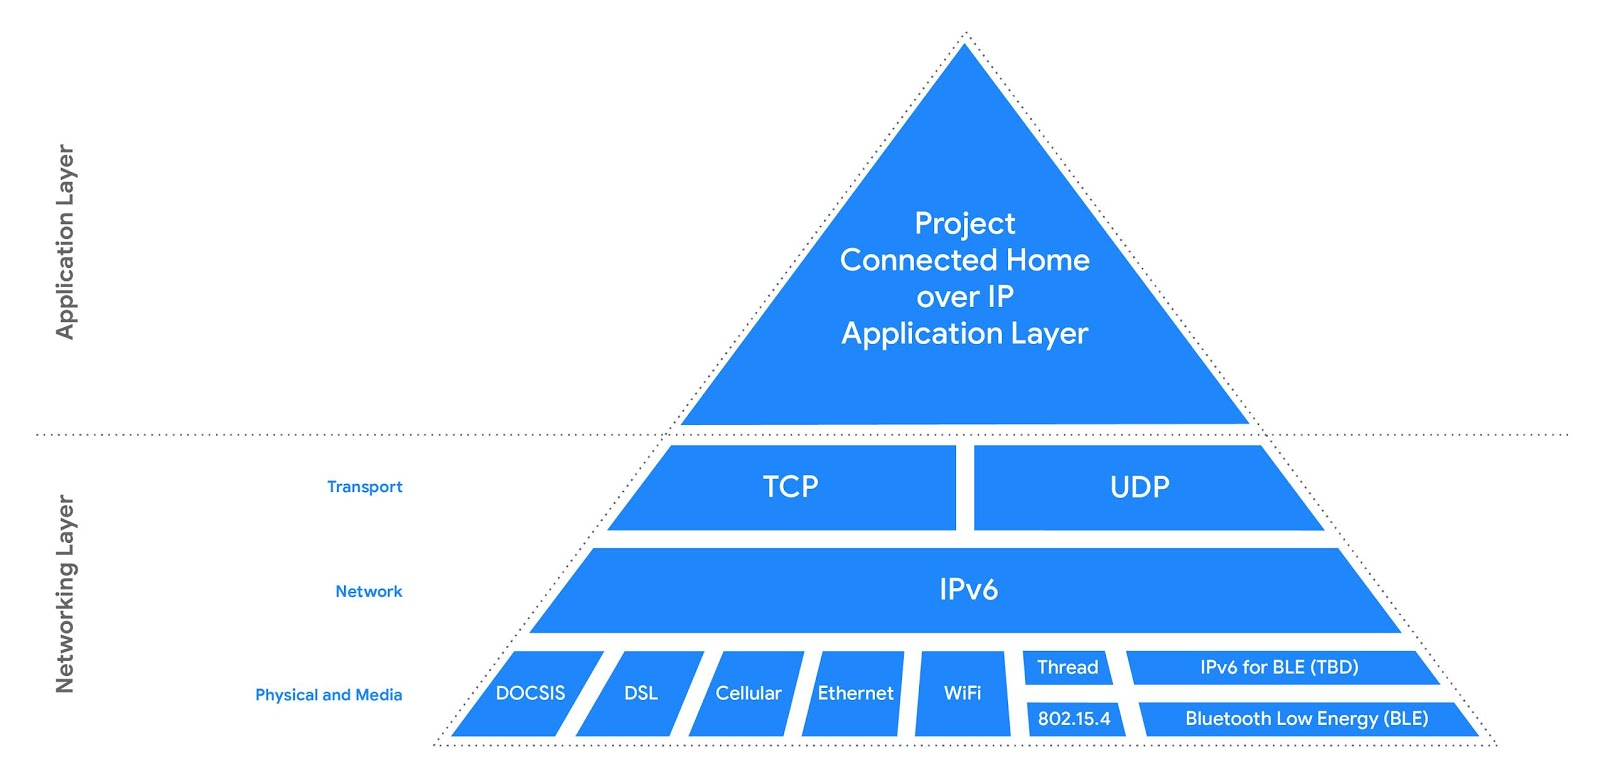 Application Layer
Project
Connected Home
over IP
Application Layer
Networking Layer
Transport
TCP
UDP
Network
IPv6
Physical and Media
DOCSIS
DSL
Cellular
Ethernet
WiFi
Thread
802.15.4
IPv6 for BLE (TBD)
Bluetooth Low Energy (BLE)